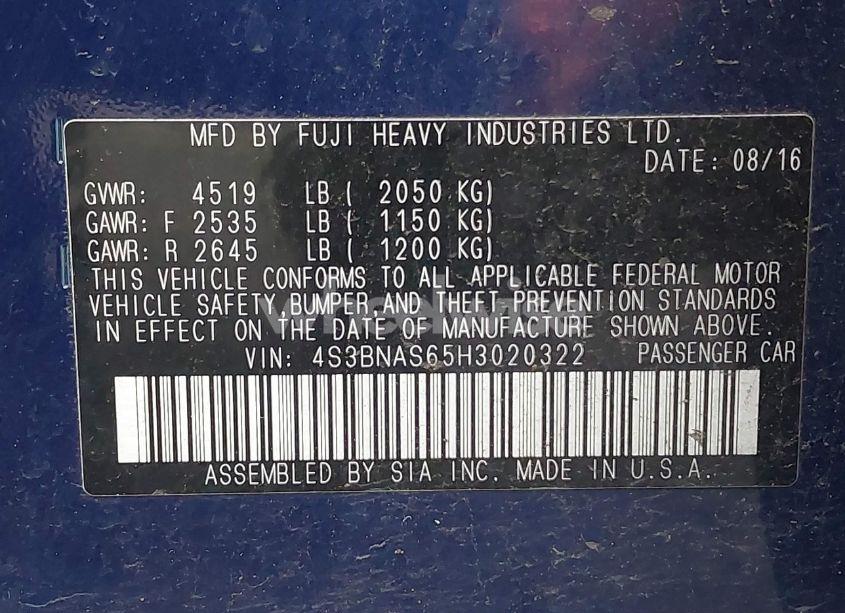 MFD BY FUJI HEAVY INDUSTRIES LTD.
DATE: 08/16
GVWR: 4519 LB ( 2050 KG)
GAWR: F 2535 LB ( 1150 KG)
GAWR: R 2645 LB ( 1200 KG)
THIS VEHICLE CONFORMS TO ALL APPLICABLE FEDERAL MOTOR
VEHICLE SAFETY,BUMPER,AND THEFT PREVENTION STANDARDS
IN EFFECT ON THE DATE OF MANUFACTURE SHOWN ABOVE.
VIN: 4S3BNAS65H3020322 PASSENGER CAR
ASSEMBLED BY SIA INC. MADE IN U.S.A.